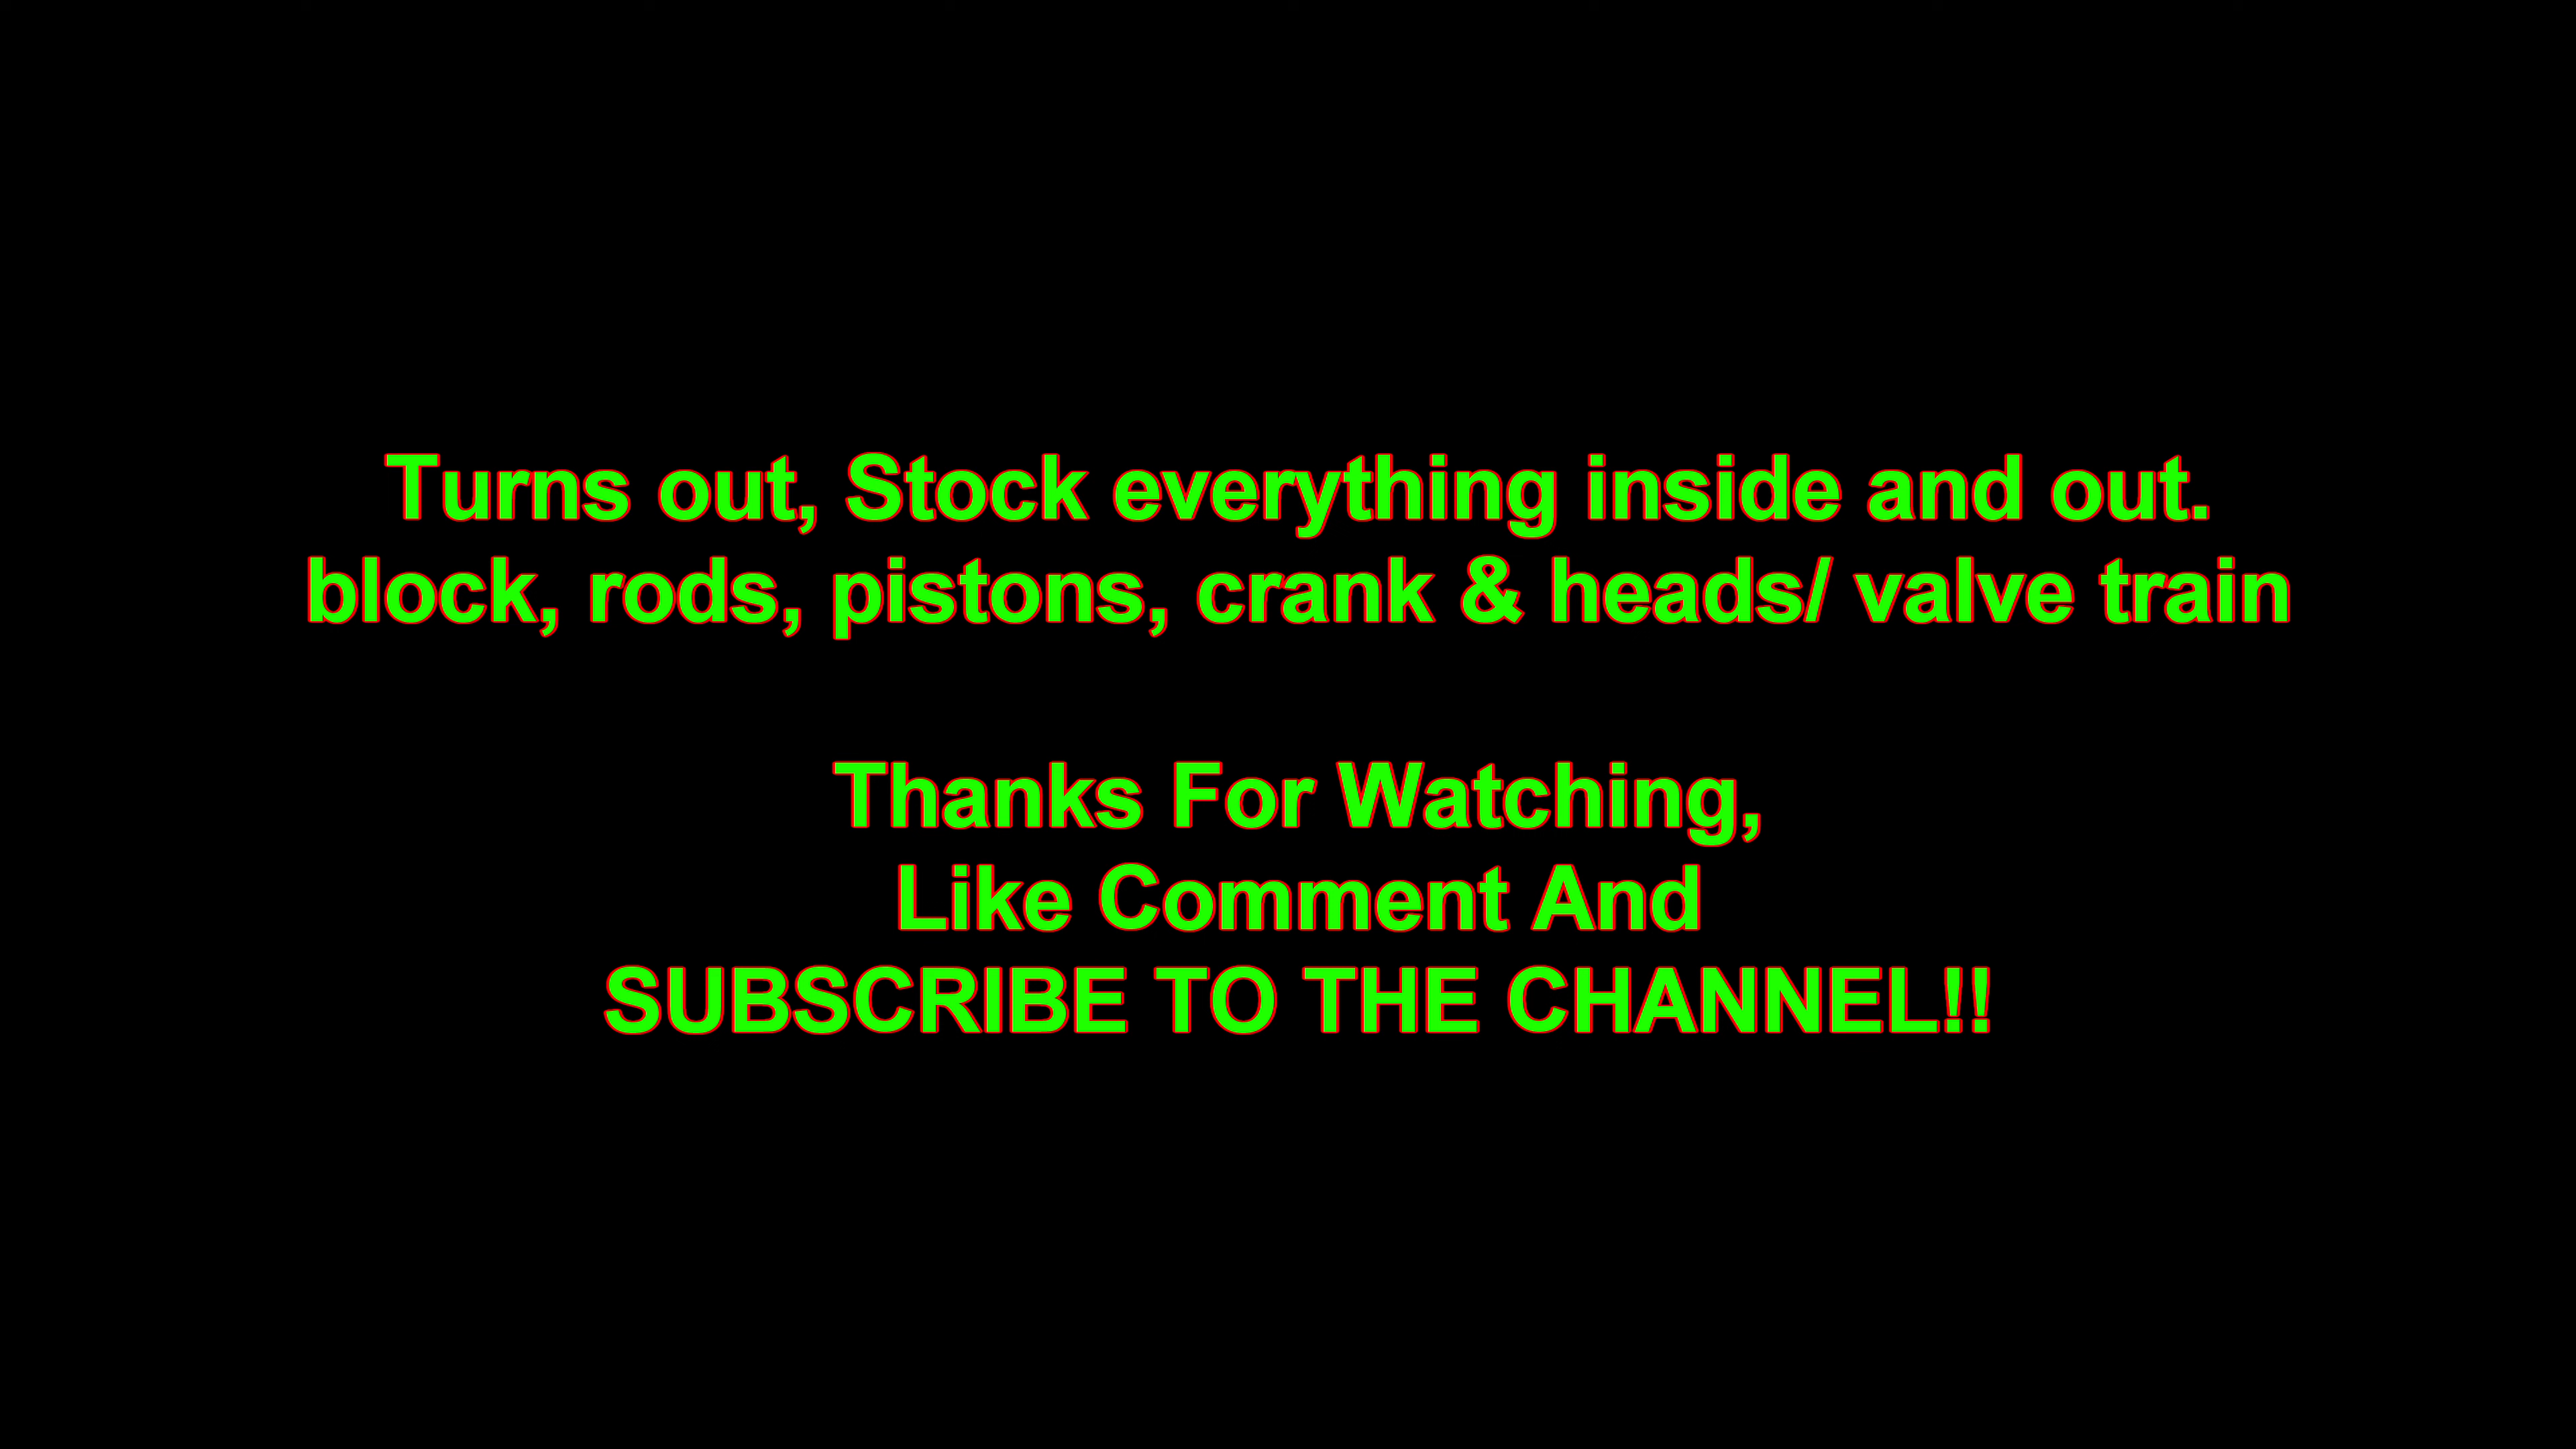 Turns out, Stock everything inside and out.
block, rods, pistons, crank & heads/ valve train
Thanks For Watching,
Like Comment And
SUBSCRIBE TO THE CHANNEL!!